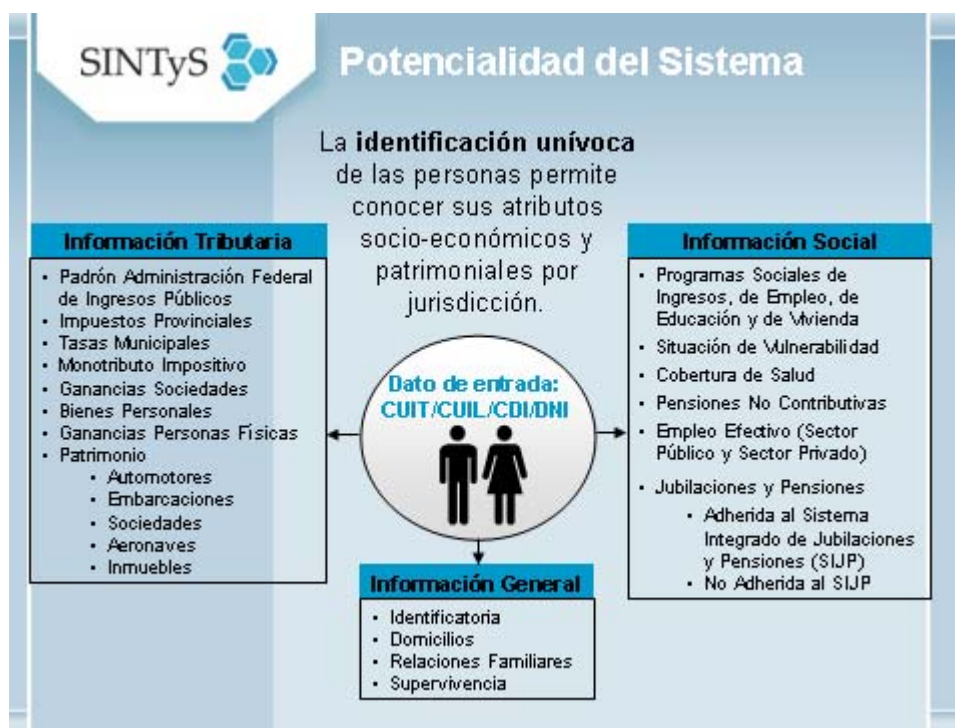 SINTyS
Potencialidad del Sistema
La identificación unívoca
de las personas permite
conocer sus atributos
socio-económicos y
patrimoniales por
jurisdicción.
Información Tributaria
• Padrón Administración Federal
de Ingresos Públicos
• Impuestos Provinciales
• Tasas Municipales
• Monotributo Impositivo
• Ganancias Sociedades
• Bienes Personales
• Ganancias Personas Físicas
• Patrimonio
• Automotores
• Embarcaciones
• Sociedades
• Aeronaves
• Inmuebles
Dato de entrada:
CUIT/CUIL/CDI/DNI
Información General
• Identificatoria
• Domicilios
• Relaciones Familiares
• Supervivencia
Información Social
• Programas Sociales de
Ingresos, de Empleo, de
Educación y de Vivienda
• Situación de Vulnerabilidad
• Cobertura de Salud
• Pensiones No Contributivas
• Empleo Efectivo (Sector
Público y Sector Privado)
• Jubilaciones y Pensiones
• Adherida al Sistema
Integrado de Jubilaciones
y Pensiones (SIJP)
• No Adherida al SIJP